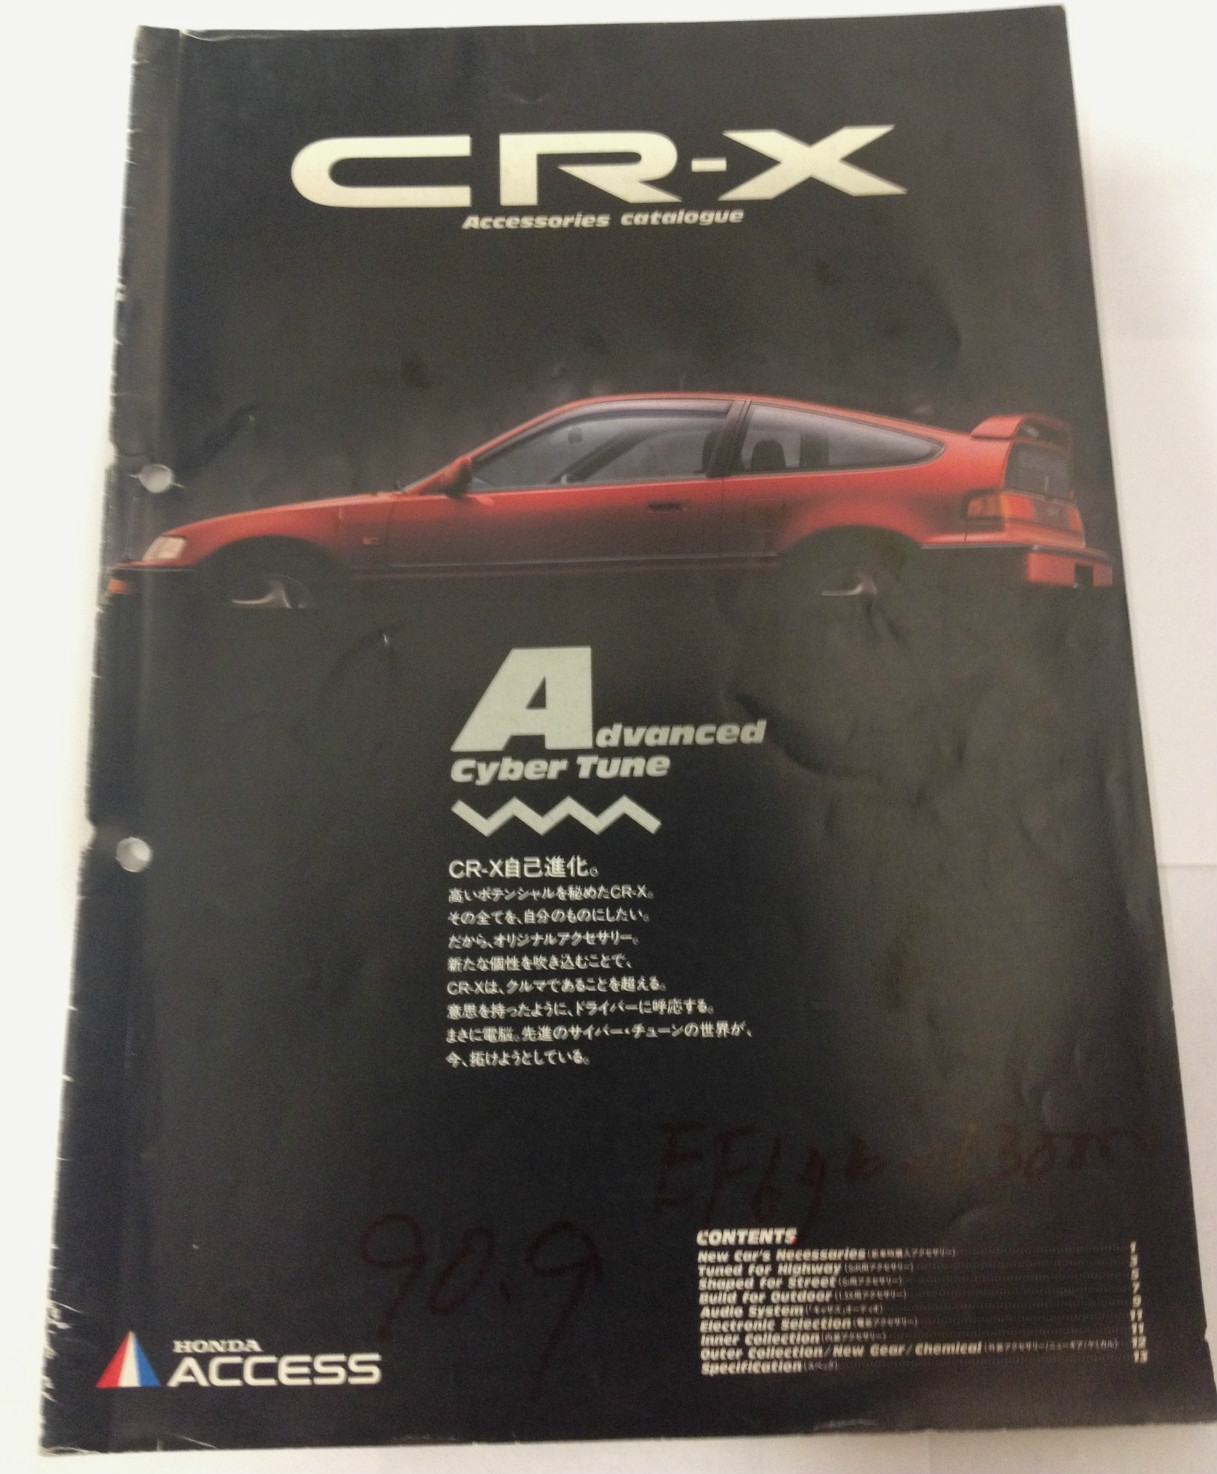 CR-X
Accessories catalogue
Advanced
Cyber Tune
CR-X自己進化。
高いポテンシャルを秘めたCR-X。
その全てを、自分のものにしたい。
だから、オリジナルアクセサリー。
新たな個性を吹き込むことで、
CR-Xは、クルマであることを超える。
意思を持ったように、ドライバーに呼応する。
まさに電脳。先進のサイバー・チューンの世界が、
今、拓けようとしている。
90.9
CONTENTS
New Car's Necessaries
Tuned for Highway
Shaped for Street
Build for Outdoor
Audio System
Electronic Selection 11
Inner Collection 11
Outer Collection/New Gear/Chemical 12
Specification(スペック) 13
HONDA
ACCESS